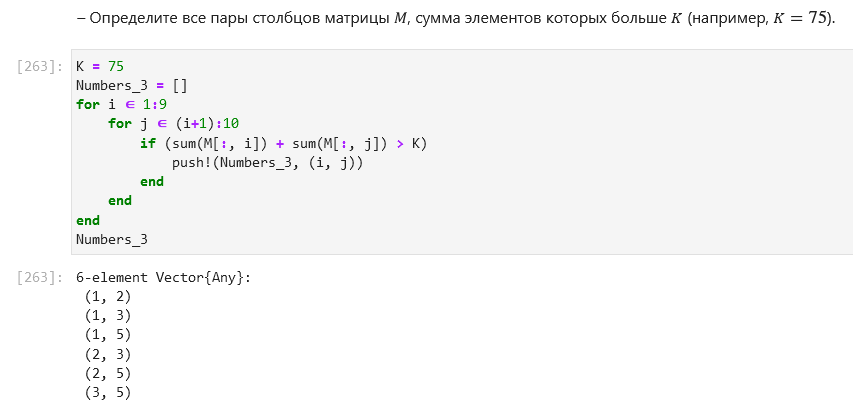 – Определите все пары столбцов матрицы M, сумма элементов которых больше K (например, K = 75).
[263]: K = 75
Numbers_3 = []
for i ∈ 1:9
    for j ∈ (i+1):10
        if (sum(M[:, i]) + sum(M[:, j]) > K)
            push!(Numbers_3, (i, j))
        end
    end
end
Numbers_3
[263]: 6-element Vector{Any}:
 (1, 2)
 (1, 3)
 (1, 5)
 (2, 3)
 (2, 5)
 (3, 5)